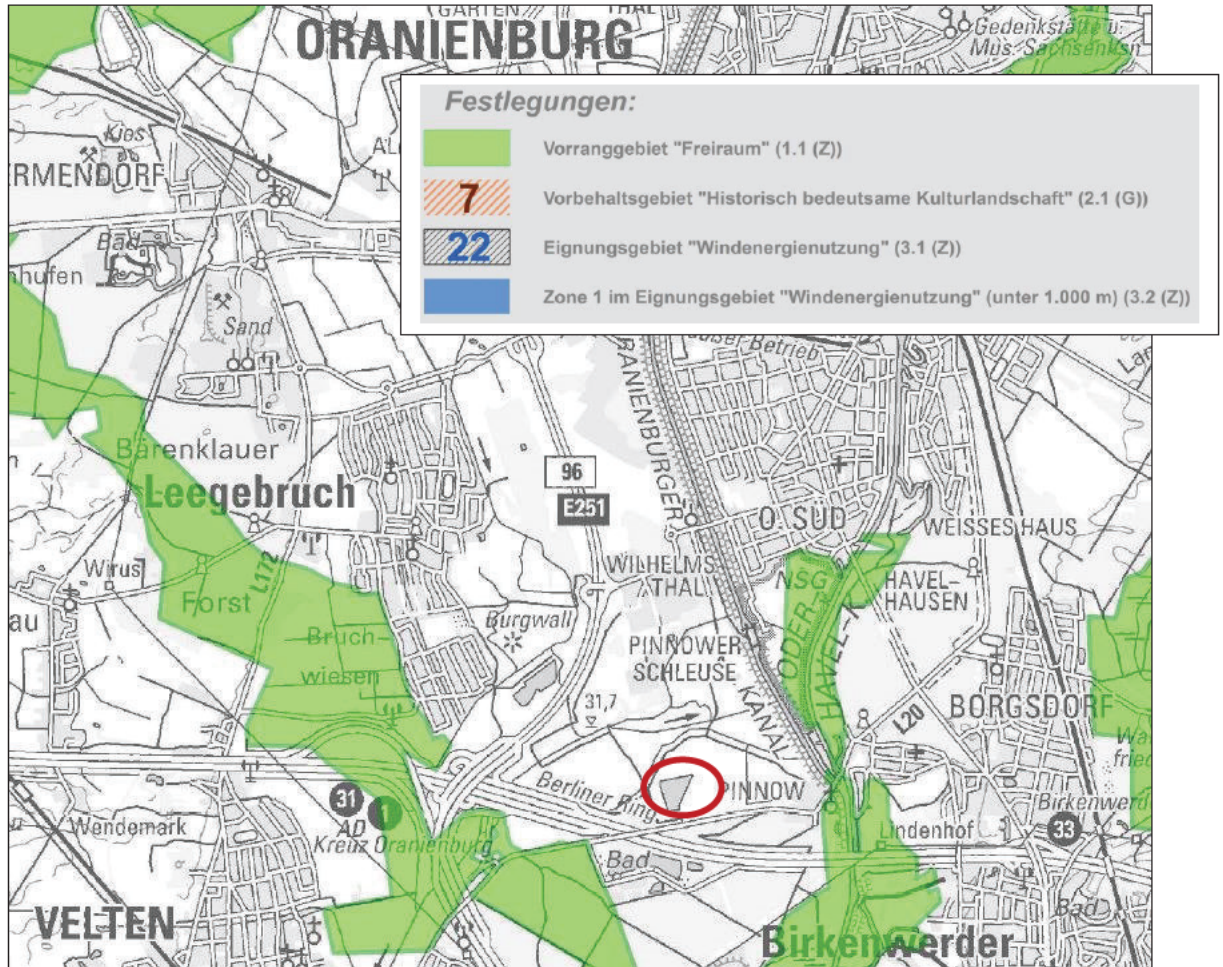 ORANIENBURG
Gedenkstätte u.
Mus. Sachsenhsn
Festlegungen:
Vorranggebiet "Freiraum" (1.1 (Z))
7
Vorbehaltsgebiet "Historisch bedeutsame Kulturlandschaft" (2.1 (G))
22
Eignungsgebiet "Windenergienutzung" (3.1 (Z))
Zone 1 im Eignungsgebiet "Windenergienutzung" (unter 1.000 m) (3.2 (Z))
Kies
ERMENDORF
Bad
nhufen
Sand
Betrieb
ORANIENBURGER
Bärenklauer
Leegebruch
96
E251
O. SÜD
WEISSES HAUS
Wirus
Forst
L172
WILHELMS-
THAL
NSG
HAVEL-
HAUSEN
au
Burgwall
Bruch-
wiesen
PINNOWER
SCHLEUSE
ODER-
HAVEL-
KANAL
31,7
L20
BORGSDORF
Berliner Ring
PINNOW
31
1
AD
Kreuz Oranienburg
Wendemark
Birkenwerd
33
Lindenhof
Bad
VELTEN
Bad
Birkenwerder